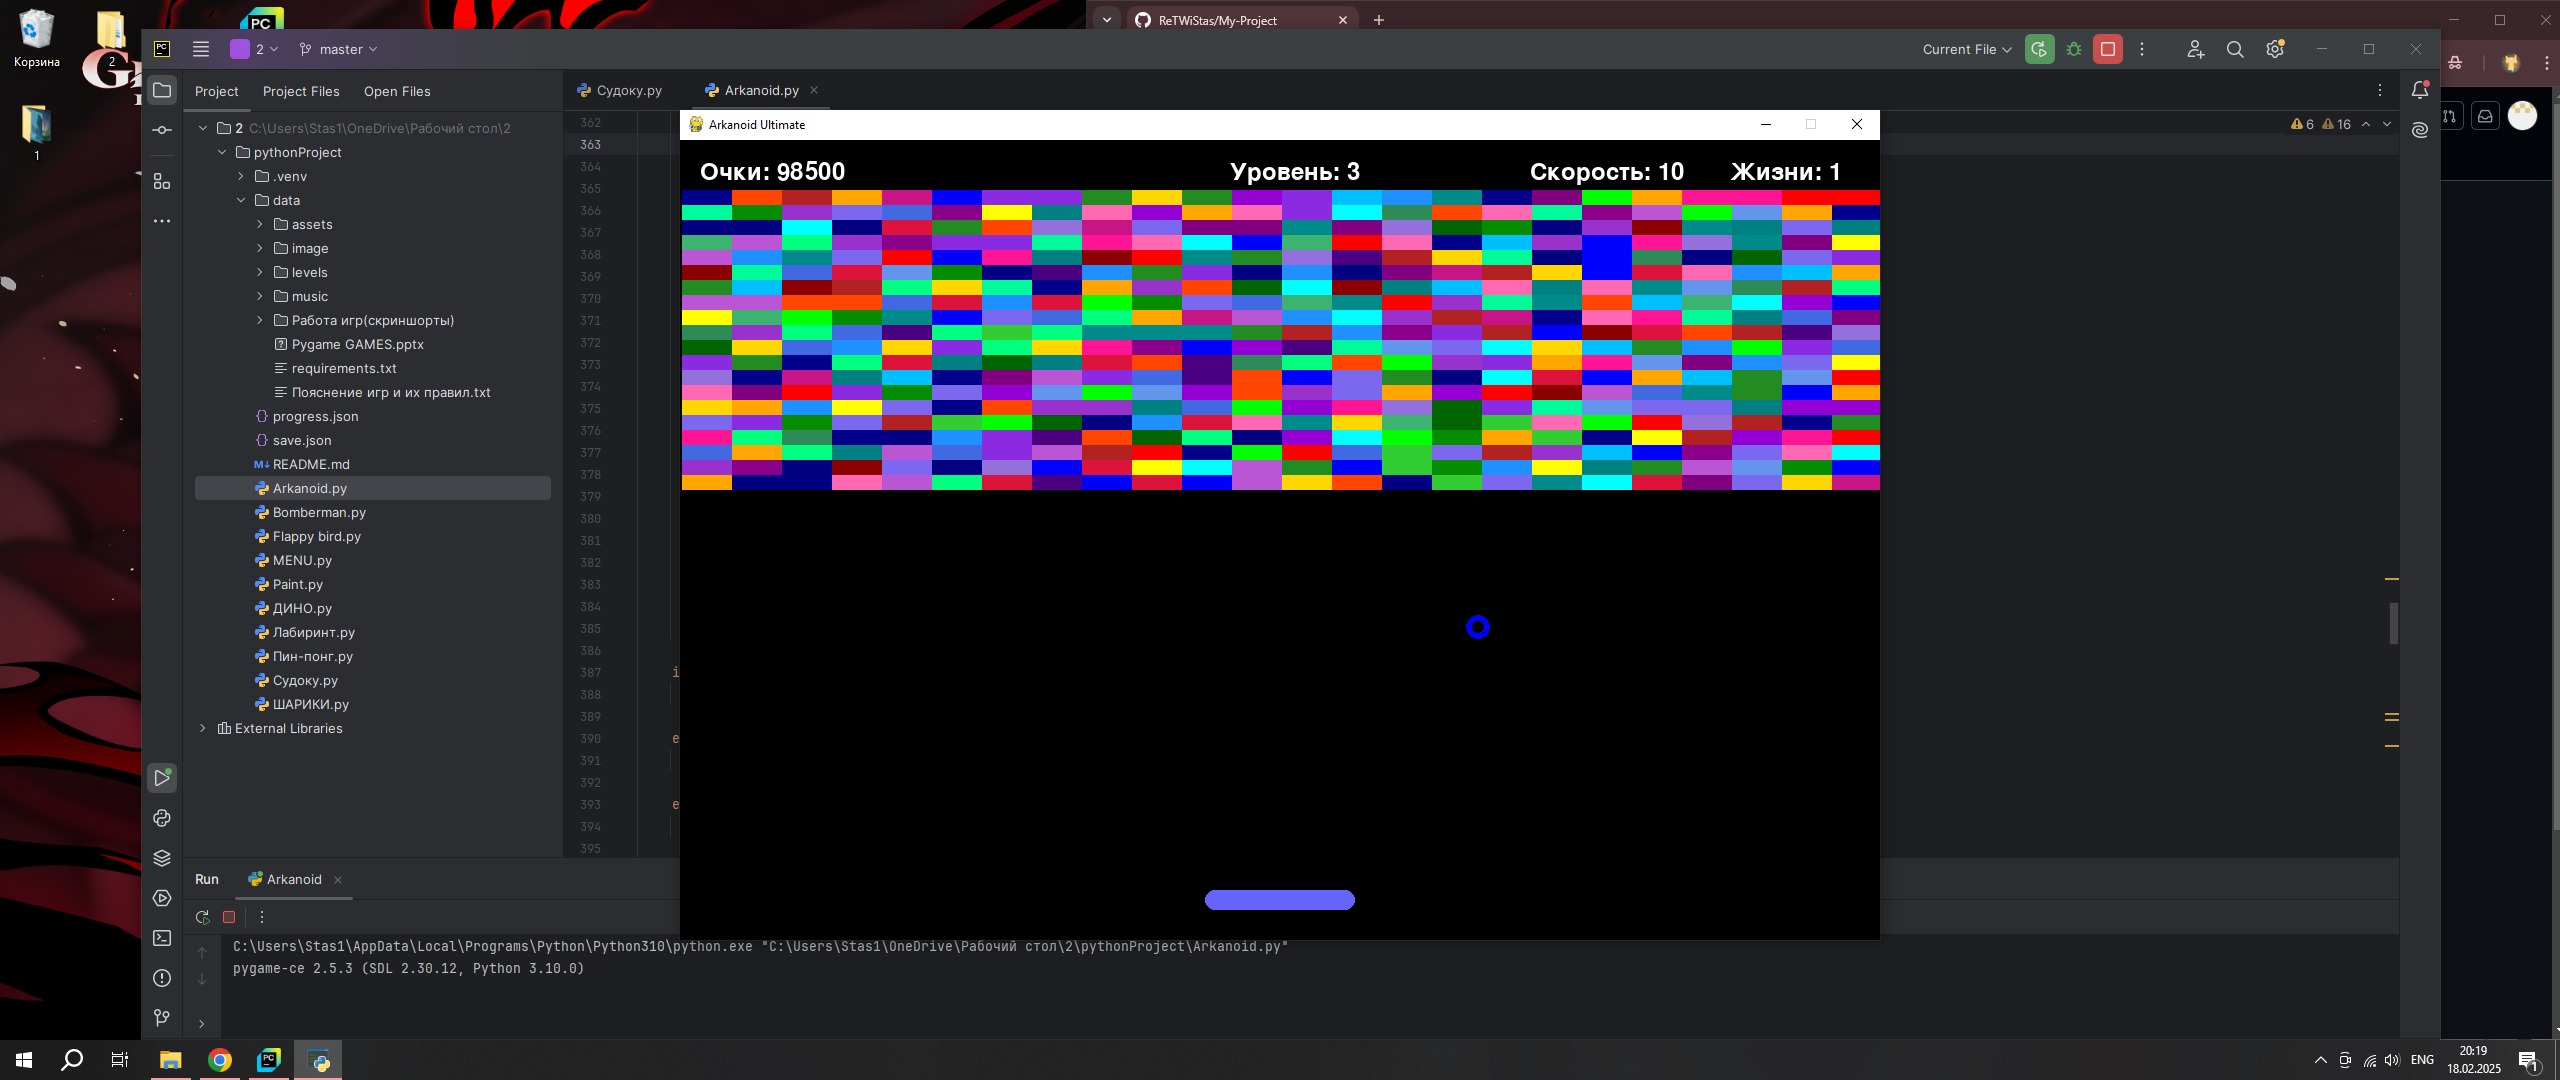 Корзина
2
1
ReTWiStas/My-Project
PC
2
master
Current File
Project
Project Files
Open Files
Судоку.py
Arkanoid.py
2 C:\Users\Stas1\OneDrive\Рабочий стол\2
pythonProject
.venv
data
assets
image
levels
music
Работа игр(скриншорты)
Pygame GAMES.pptx
requirements.txt
Пояснение игр и их правил.txt
progress.json
save.json
README.md
Arkanoid.py
Bomberman.py
Flappy bird.py
MENU.py
Paint.py
ДИНО.py
Лабиринт.py
Пин-понг.py
Судоку.py
ШАРИКИ.py
External Libraries
362
363
364
365
366
367
368
369
370
371
372
373
374
375
376
377
378
379
380
381
382
383
384
385
386
387
388
389
390
391
392
393
394
395
i
e
e
6
16
Arkanoid Ultimate
Очки: 98500
Уровень: 3
Скорость: 10
Жизни: 1
Run
Arkanoid
C:\Users\Stas1\AppData\Local\Programs\Python\Python310\python.exe "C:\Users\Stas1\OneDrive\Рабочий стол\2\pythonProject\Arkanoid.py"
pygame-ce 2.5.3 (SDL 2.30.12, Python 3.10.0)
ENG
20:19
18.02.2025
1